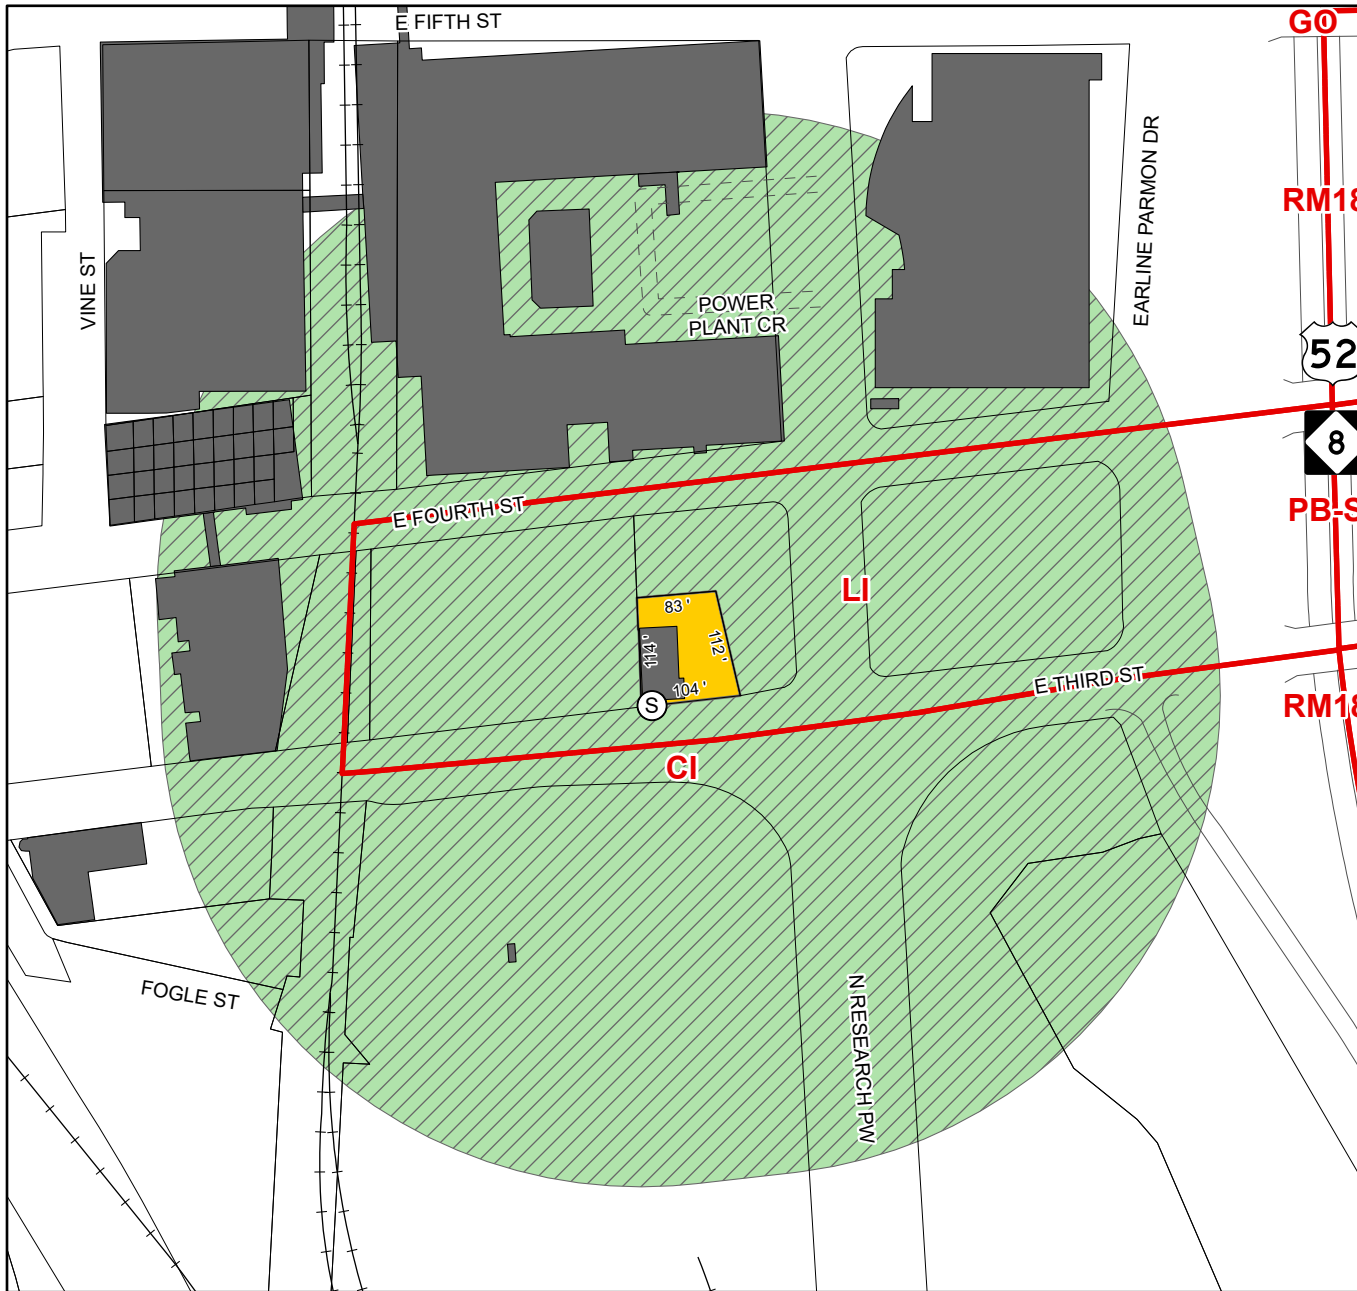 E FIFTH ST
GO
RM18
VINE ST
EARLINE PARMON DR
POWER
PLANT CR
52
8
E FOURTH ST
PB-S
LI
83 '
114 '
112 '
104 '
S
E THIRD ST
RM18
CI
FOGLE ST
N RESEARCH PW